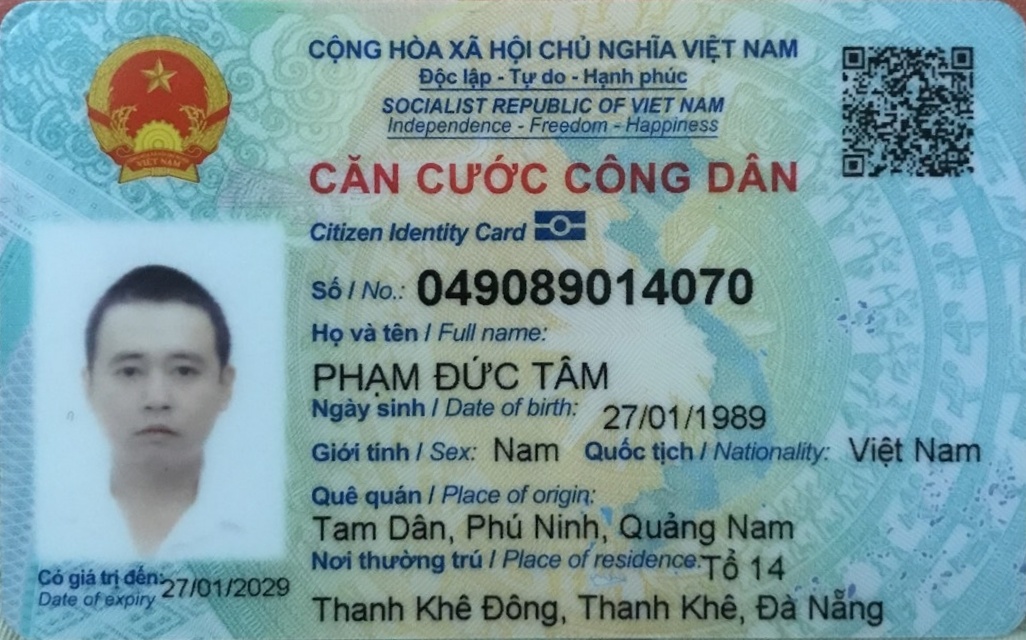 CỘNG HÒA XÃ HỘI CHỦ NGHĨA VIỆT NAM
Độc lập - Tự do - Hạnh phúc
SOCIALIST REPUBLIC OF VIET NAM
Independence - Freedom - Happiness
VIỆT NAM
CĂN CƯỚC CÔNG DÂN
Citizen Identity Card
Số / No.: 049089014070
Họ và tên / Full name:
PHẠM ĐỨC TÂM
Ngày sinh / Date of birth: 27/01/1989
Giới tính / Sex: Nam Quốc tịch / Nationality: Việt Nam
Quê quán / Place of origin:
Tam Dân, Phú Ninh, Quảng Nam
Nơi thường trú / Place of residence: Tổ 14
Thanh Khê Đông, Thanh Khê, Đà Nẵng
Có giá trị đến: 27/01/2029
Date of expiry